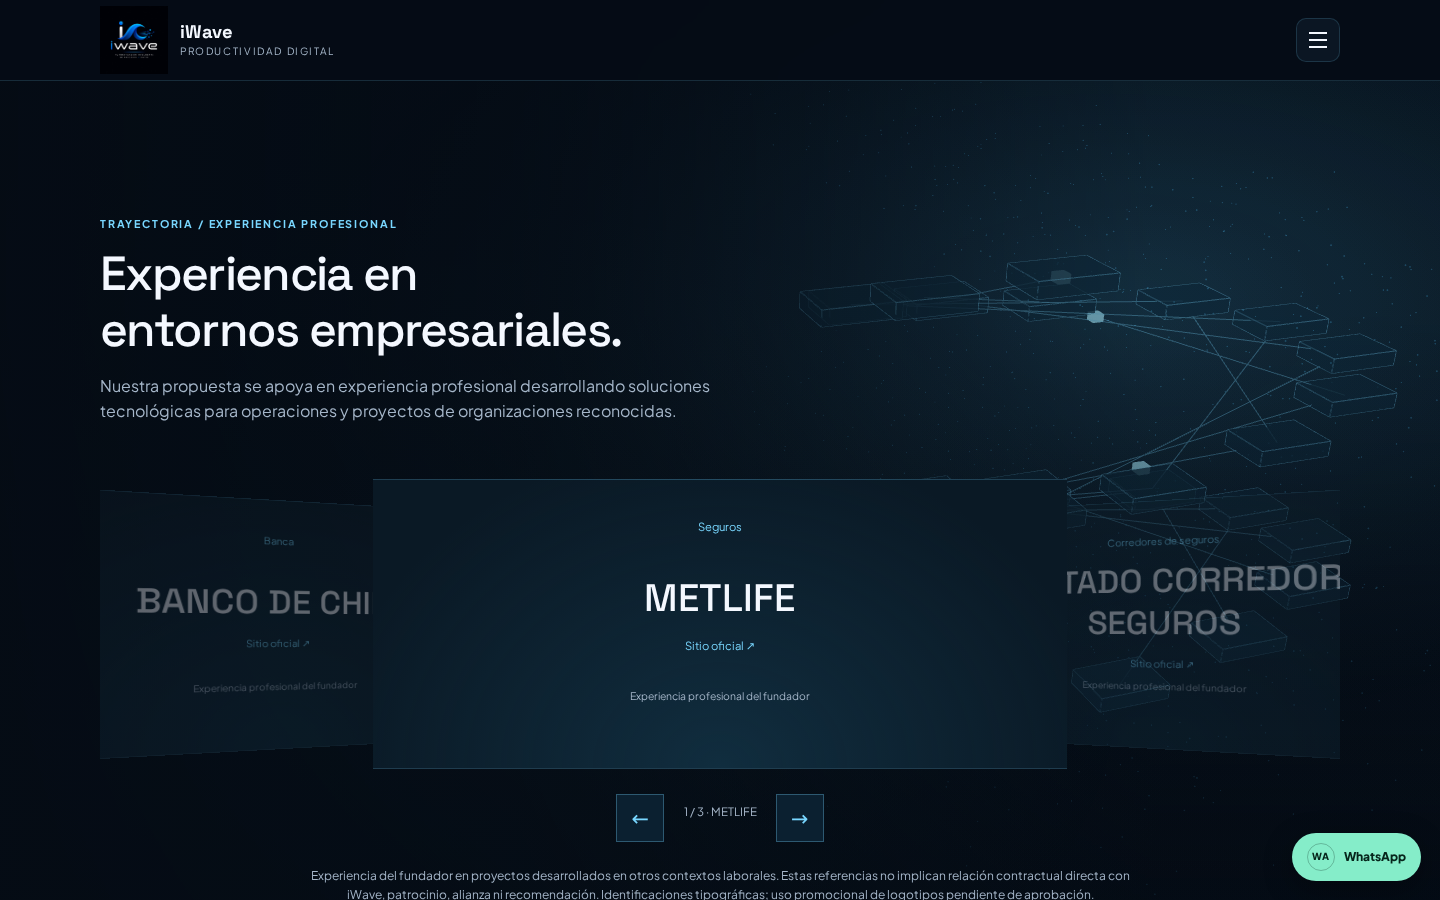 iwave
iWave
PRODUCTIVIDAD DIGITAL
TRAYECTORIA / EXPERIENCIA PROFESIONAL
Experiencia en
entornos empresariales.
Nuestra propuesta se apoya en experiencia profesional desarrollando soluciones
tecnológicas para operaciones y proyectos de organizaciones reconocidas.
Banca
BANCO DE CHI
Sitio oficial ↗
Experiencia profesional del fundador
Seguros
METLIFE
Sitio oficial ↗
Experiencia profesional del fundador
Corredores de seguros
TADO CORREDOR
SEGUROS
Sitio oficial ↗
Experiencia profesional del fundador
← 1 / 3 · METLIFE →
Experiencia del fundador en proyectos desarrollados en otros contextos laborales. Estas referencias no implican relación contractual directa con
iWave, patrocinio, alianza ni recomendación. Identificaciones tipográficas; uso promocional de logotipos pendiente de aprobación.
WA WhatsApp